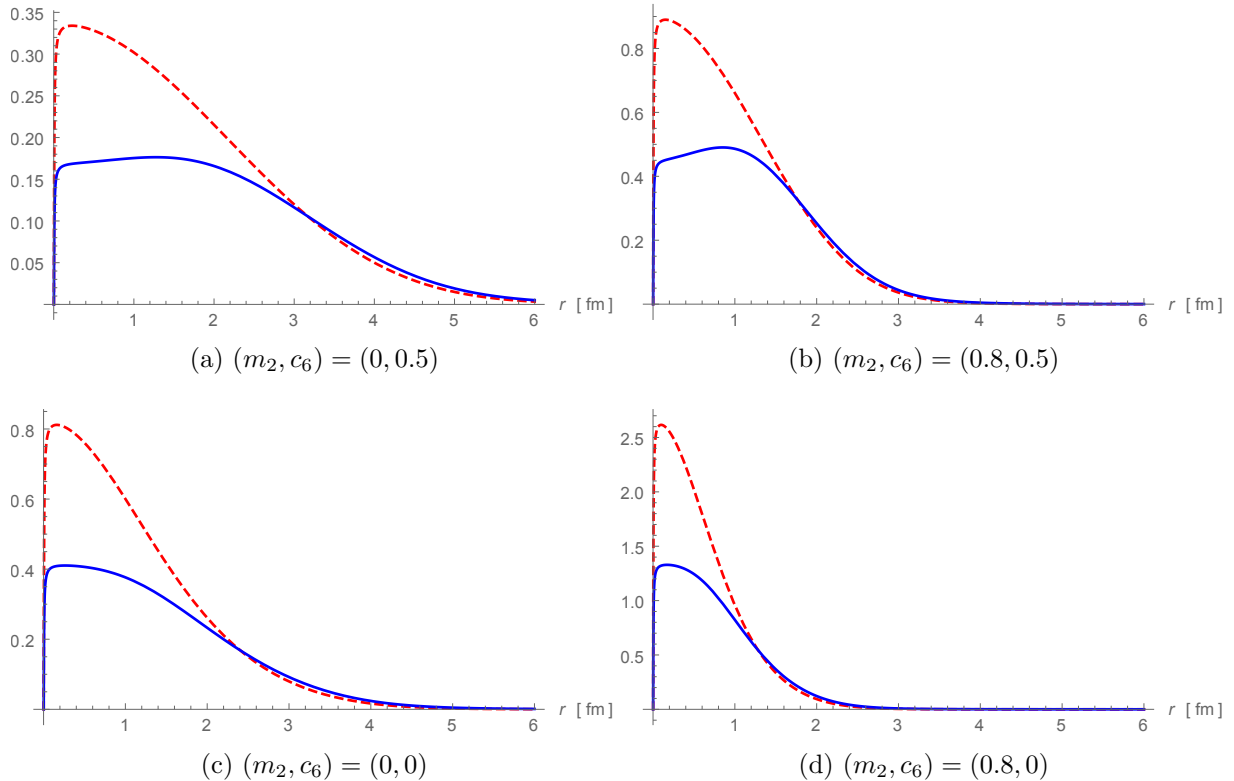 0.35
0.30
0.25
0.20
0.15
0.10
0.05
1 2 3 4 5 6
r [ fm]
(a) (m₂, c₆) = (0, 0.5)
0.8
0.6
0.4
0.2
1 2 3 4 5 6
r [ fm]
(b) (m₂, c₆) = (0.8, 0.5)
0.8
0.6
0.4
0.2
1 2 3 4 5 6
r [ fm]
(c) (m₂, c₆) = (0, 0)
2.5
2.0
1.5
1.0
0.5
1 2 3 4 5 6
r [ fm]
(d) (m₂, c₆) = (0.8, 0)